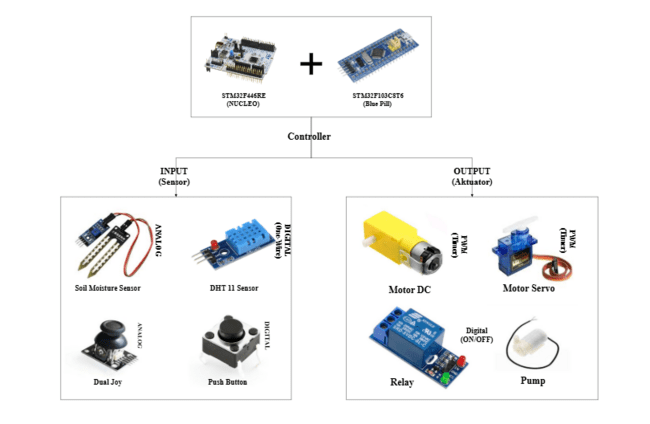 STM32F446RE
(NUCLEO)
+
STM32F103C8T6
(Blue Pill)
Controller
INPUT
(Sensor)
OUTPUT
(Aktuator)
ANALOG
Soil Moisture Sensor
DIGITAL
(One Wire)
DHT 11 Sensor
ANALOG
Dual Joy
DIGITAL
Push Button
PWM
(Timer)
Motor DC
PWM
(Timer)
Motor Servo
Relay
Digital
(ON/OFF)
Pump